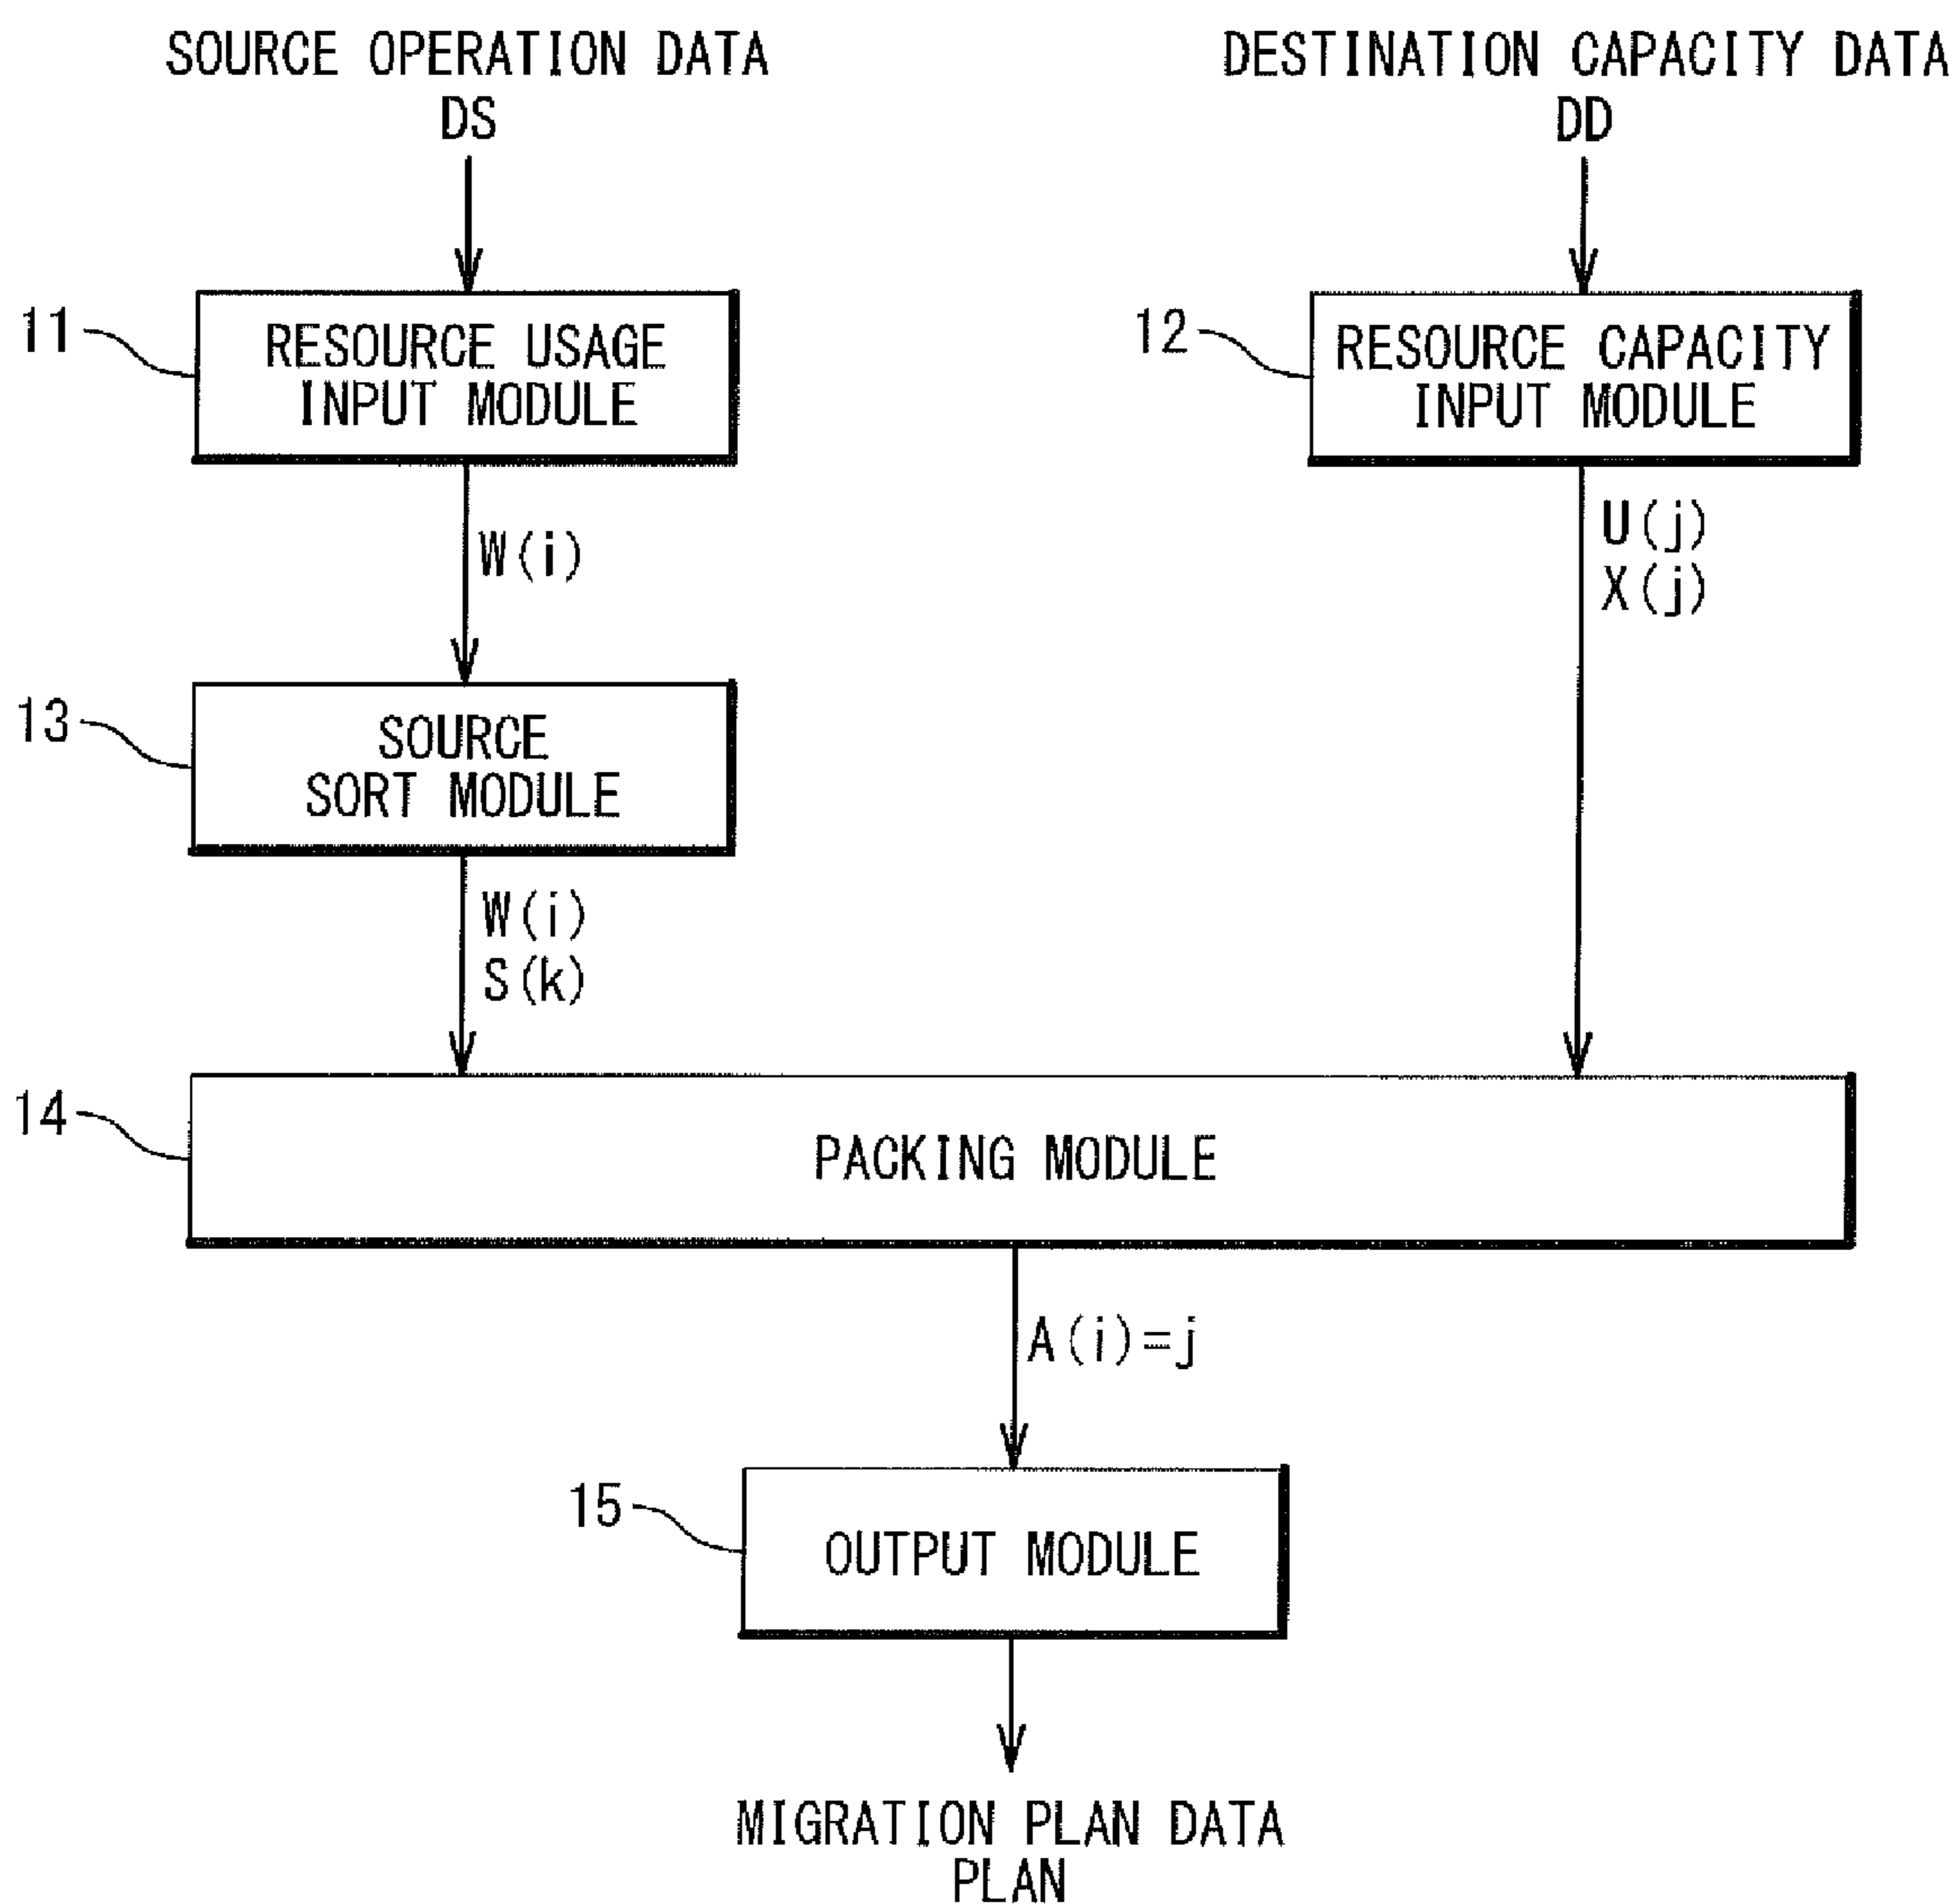 SOURCE OPERATION DATA
DS
DESTINATION CAPACITY DATA
DD
11
RESOURCE USAGE
INPUT MODULE
12
RESOURCE CAPACITY
INPUT MODULE
W(i)
U(j)
X(j)
13
SOURCE
SORT MODULE
W(i)
S(k)
14
PACKING MODULE
A(i)=j
15
OUTPUT MODULE
MIGRATION PLAN DATA
PLAN